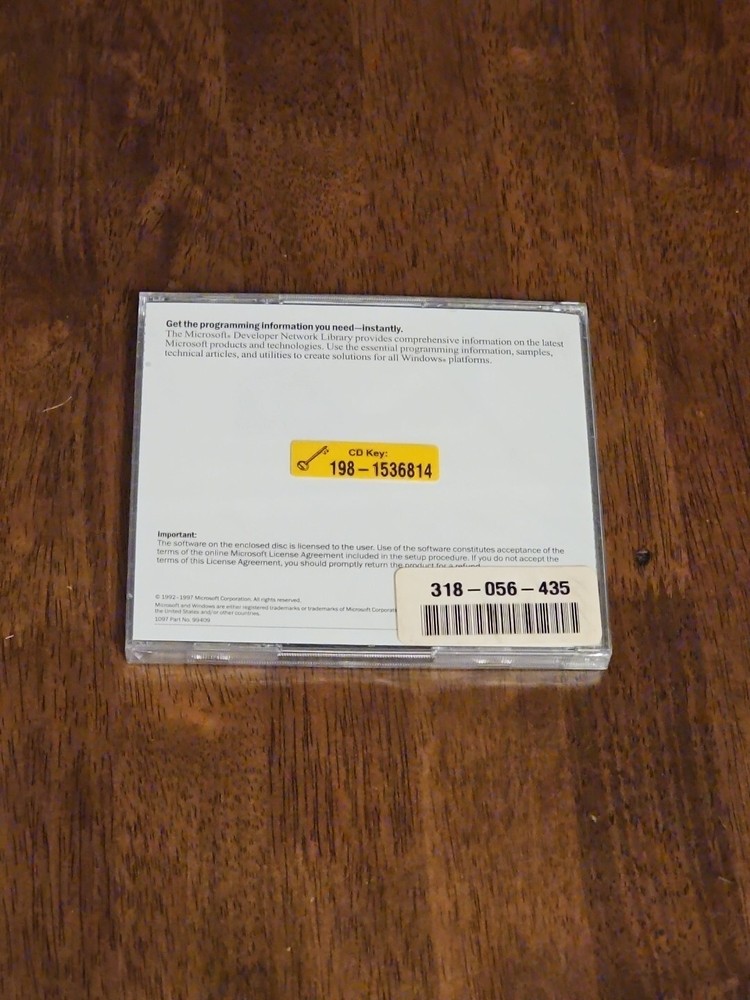 Get the programming information you need—instantly.
The Microsoft® Developer Network Library provides comprehensive information on the latest
Microsoft products and technologies. Use the essential programming information, samples,
technical articles, and utilities to create solutions for all Windows® platforms.
CD Key:
198–1536814
Important:
The software on the enclosed disc is licensed to the user. Use of the software constitutes acceptance of the
terms of the online Microsoft License Agreement included in the setup procedure. If you do not accept the
terms of this License Agreement, you should promptly return the product for a refund.
318–056–435
© 1992–1997 Microsoft Corporation. All rights reserved.
Microsoft and Windows are either registered trademarks or trademarks of Microsoft
the United States and/or other countries.
1097 Part No. 99409